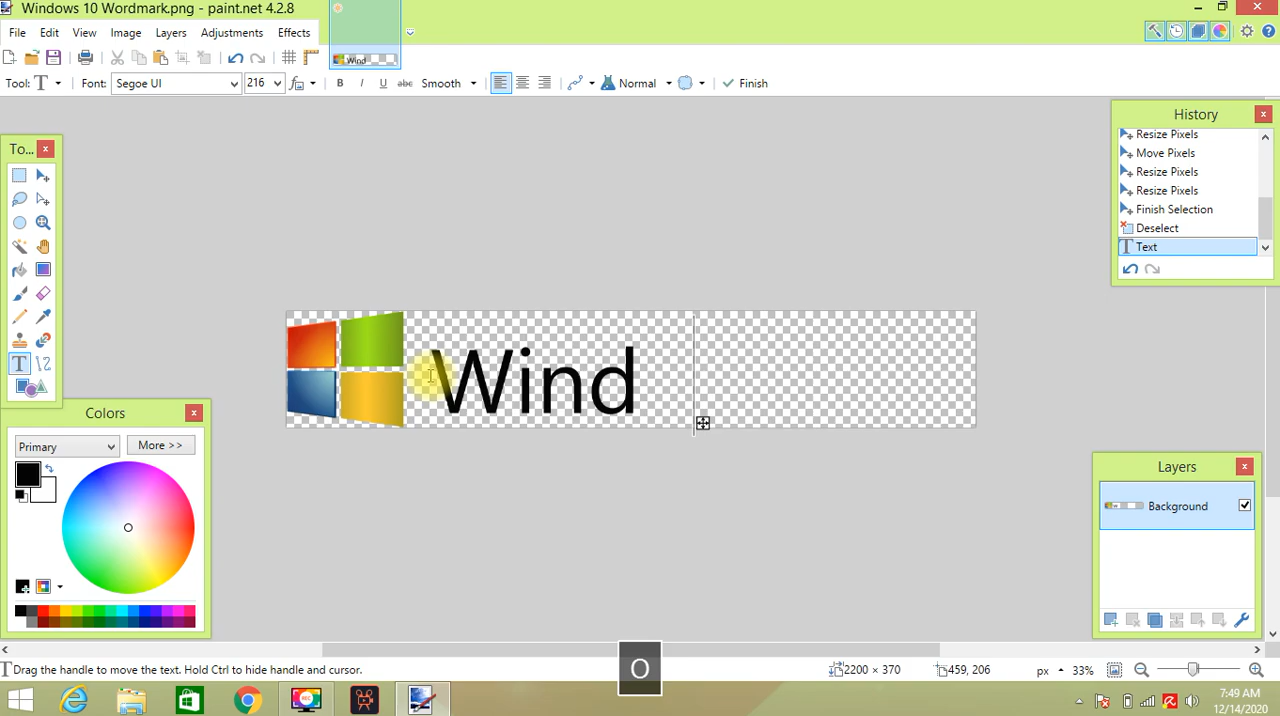 Windows 10 Wordmark.png - paint.net 4.2.8
File Edit View Image Layers Adjustments Effects
Wind
Tool: T Font: Segoe UI 216 B I U abc Smooth Normal Finish
To...
History
Resize Pixels
Move Pixels
Resize Pixels
Resize Pixels
Finish Selection
Deselect
T Text
Wind
Colors
Primary More >>
Layers
Background
Drag the handle to move the text. Hold Ctrl to hide handle and cursor.
O
2200 × 370 459, 206 px 33%
REC
7:49 AM
12/14/2020